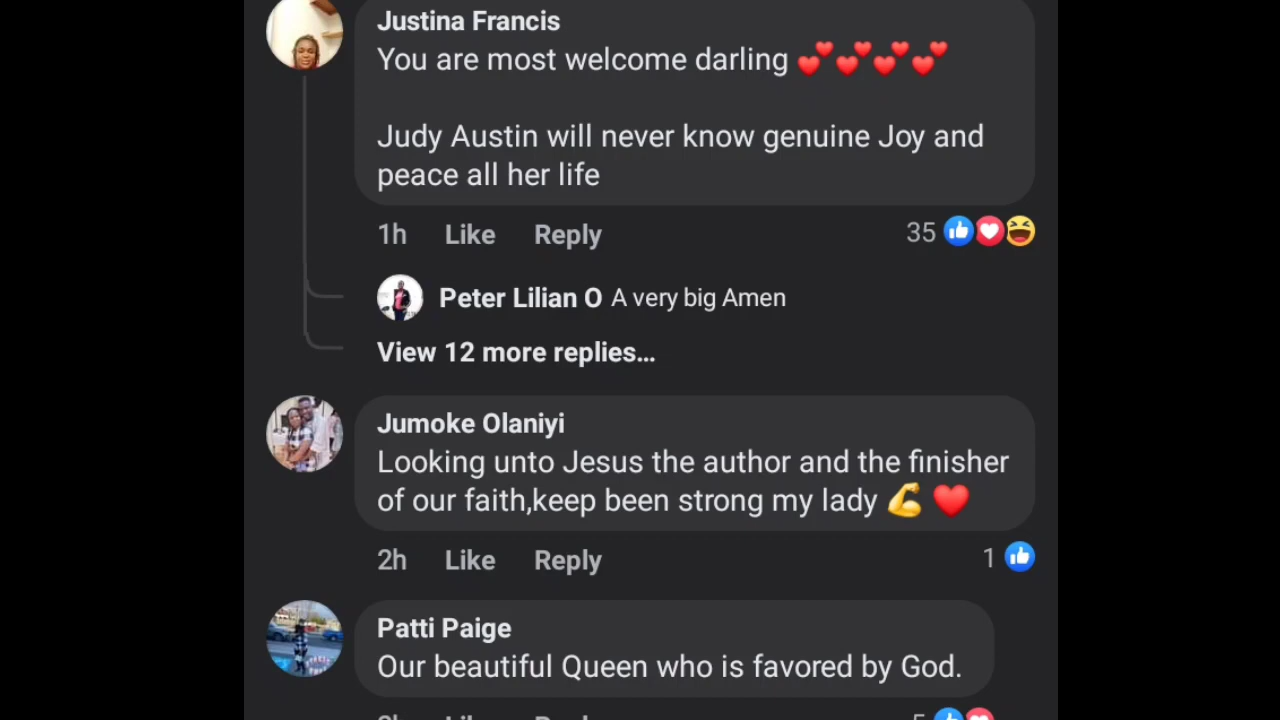 Justina Francis
You are most welcome darling 💕💕💕💕
Judy Austin will never know genuine Joy and
peace all her life
1h Like Reply 35
Peter Lilian O A very big Amen
View 12 more replies...
Jumoke Olaniyi
Looking unto Jesus the author and the finisher
of our faith,keep been strong my lady 💪 ❤️
2h Like Reply 1
Patti Paige
Our beautiful Queen who is favored by God.
Like Reply 5